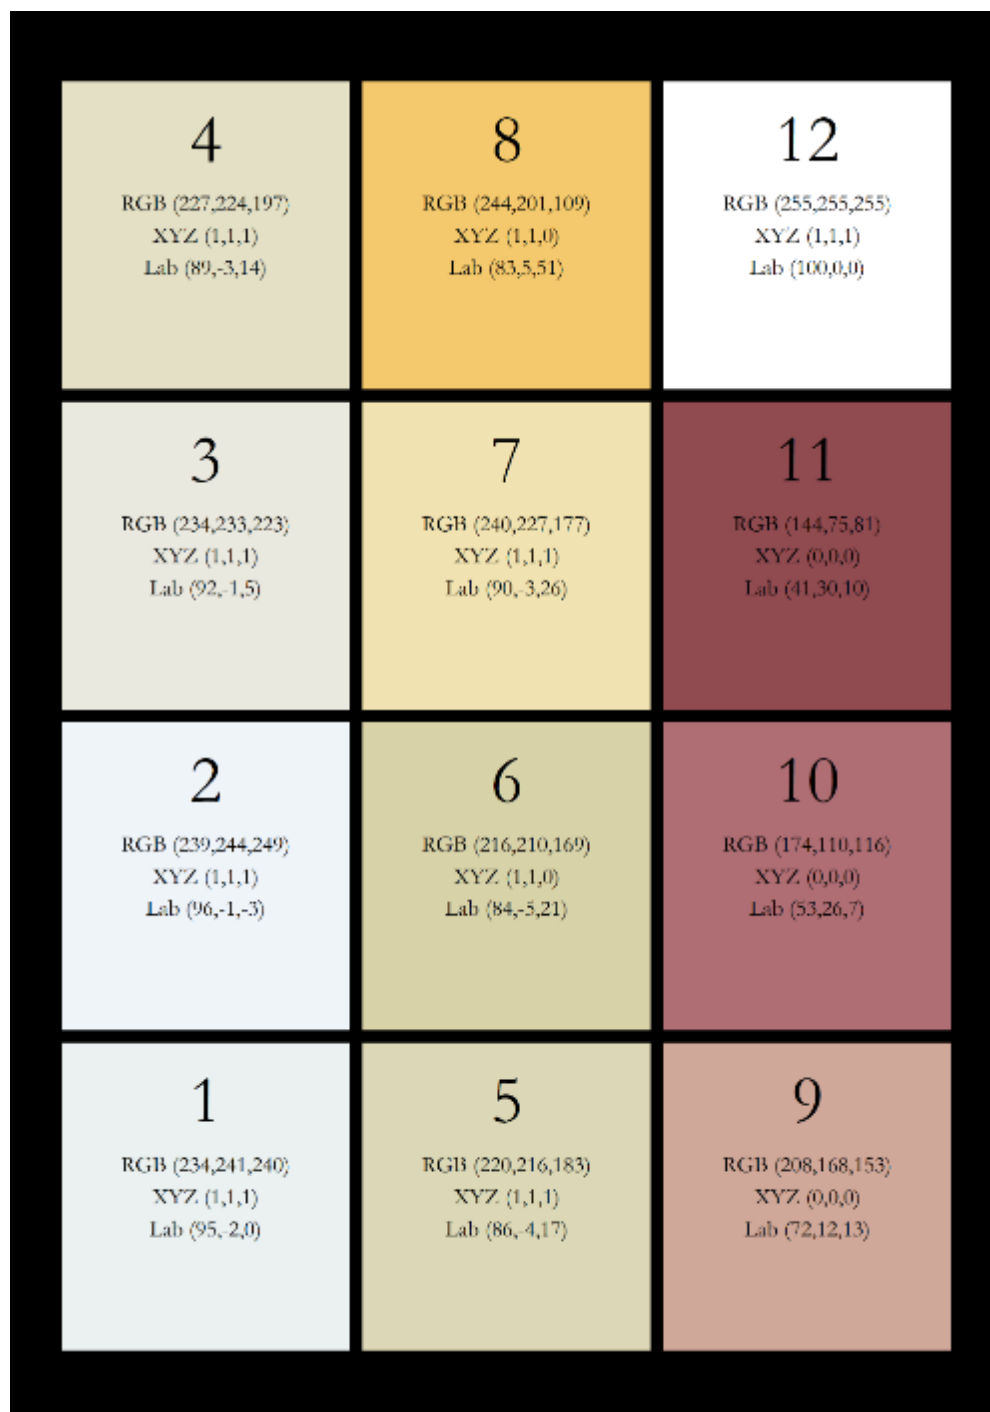 4
RGB (227,224,197)
XYZ (1,1,1)
Lab (89,-3,14)
8
RGB (244,201,109)
XYZ (1,1,0)
Lab (83,5,51)
12
RGB (255,255,255)
XYZ (1,1,1)
Lab (100,0,0)
3
RGB (234,233,223)
XYZ (1,1,1)
Lab (92,-1,5)
7
RGB (240,227,177)
XYZ (1,1,1)
Lab (90,-3,26)
11
RGB (144,75,81)
XYZ (0,0,0)
Lab (41,30,10)
2
RGB (239,244,249)
XYZ (1,1,1)
Lab (96,-1,-3)
6
RGB (216,210,169)
XYZ (1,1,0)
Lab (84,-5,21)
10
RGB (174,110,116)
XYZ (0,0,0)
Lab (53,26,7)
1
RGB (234,241,240)
XYZ (1,1,1)
Lab (95,-2,0)
5
RGB (220,216,183)
XYZ (1,1,1)
Lab (86,-4,17)
9
RGB (208,168,153)
XYZ (0,0,0)
Lab (72,12,13)